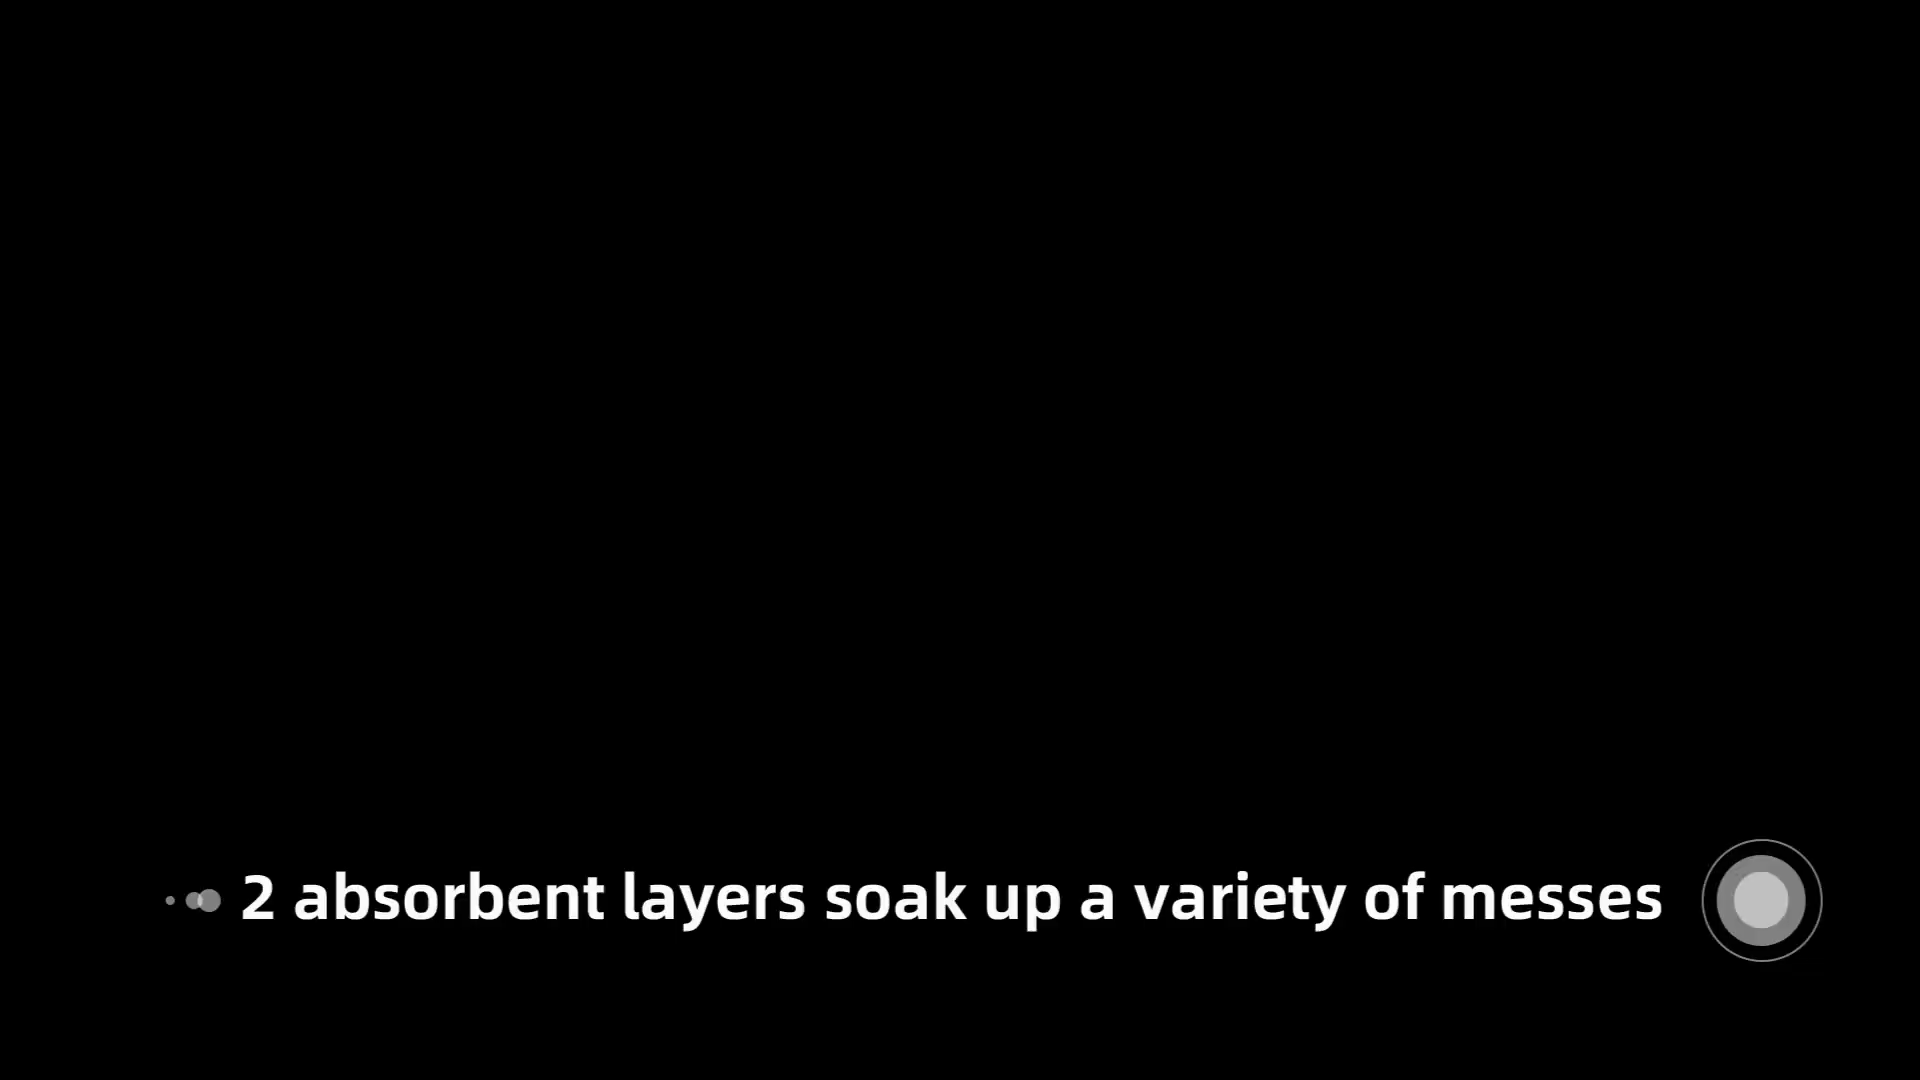 2 absorbent layers soak up a variety of messes